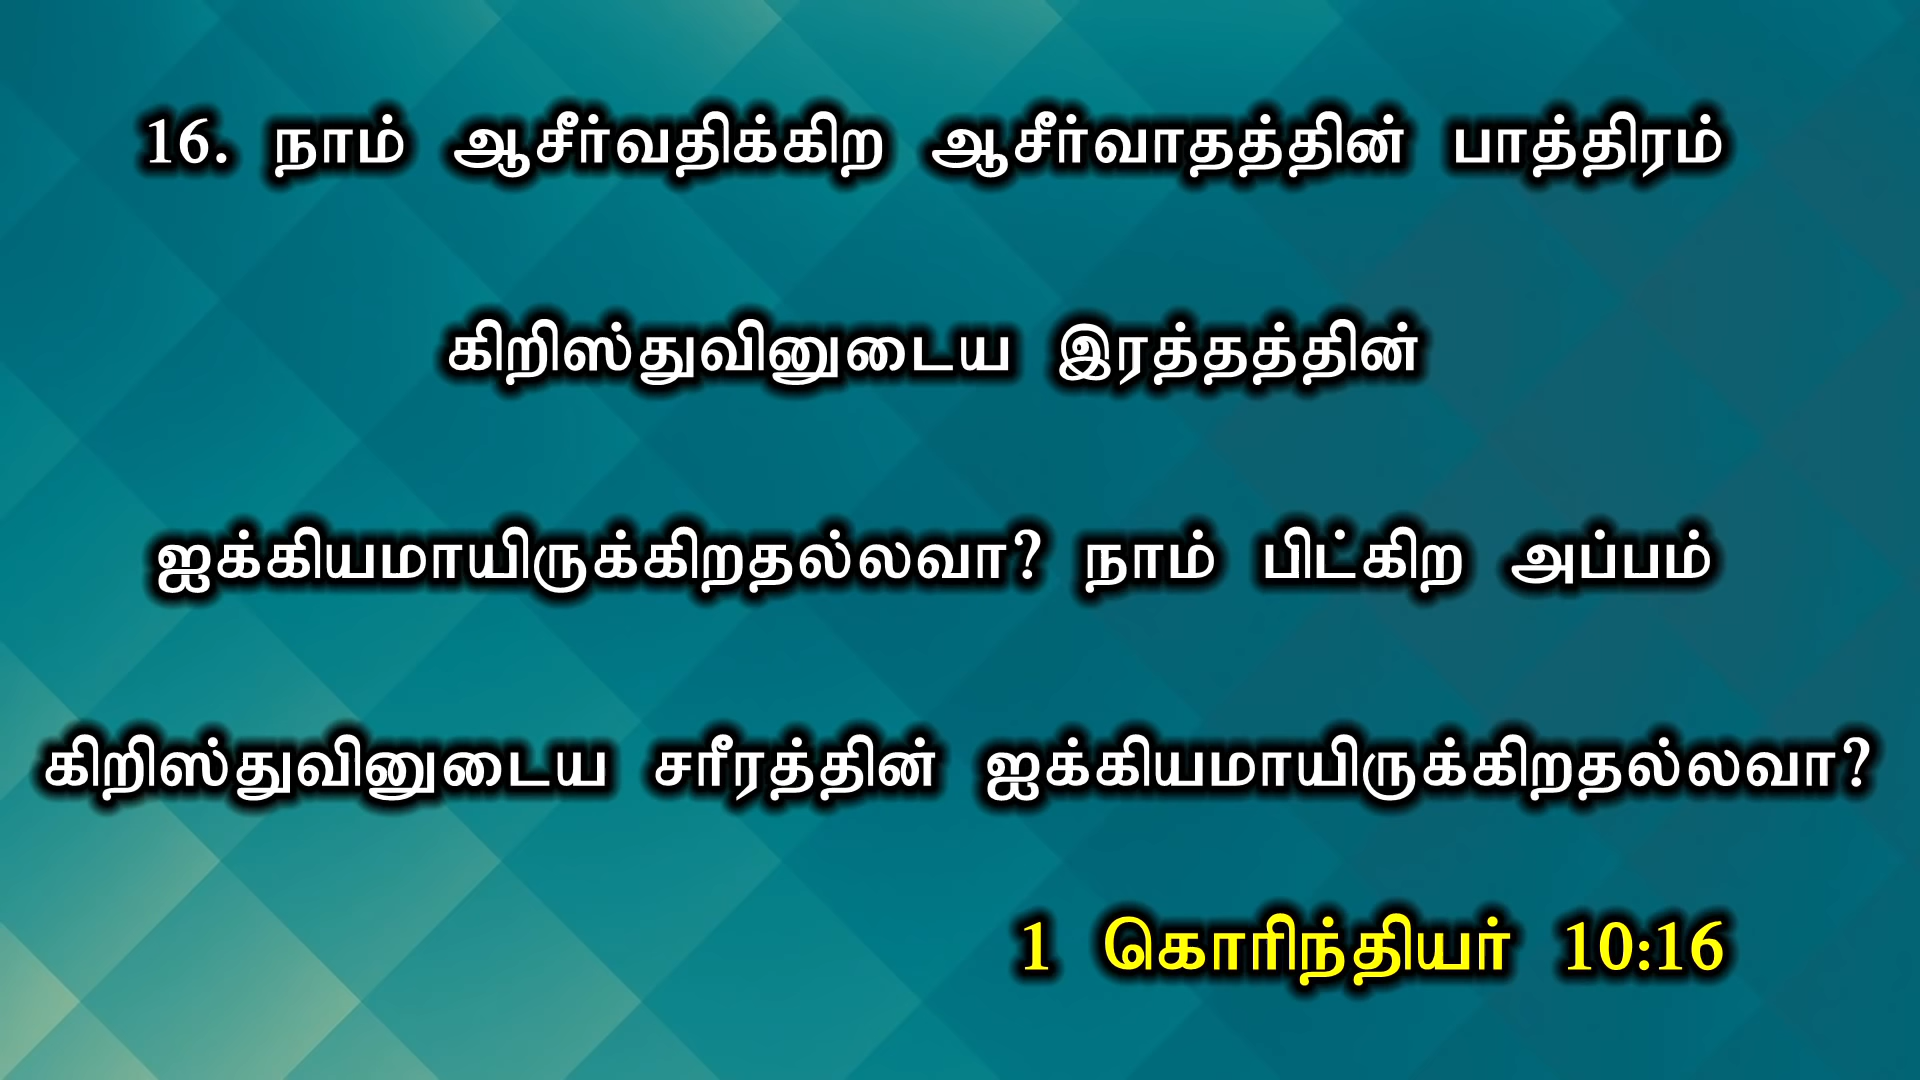 16. நாம் ஆசீர்வதிக்கிற ஆசீர்வாதத்தின் பாத்திரம்
கிறிஸ்துவினுடைய இரத்தத்தின்
ஐக்கியமாயிருக்கிறதல்லவா? நாம் பிட்கிற அப்பம்
கிறிஸ்துவினுடைய சரீரத்தின் ஐக்கியமாயிருக்கிறதல்லவா?
1 கொரிந்தியர் 10:16